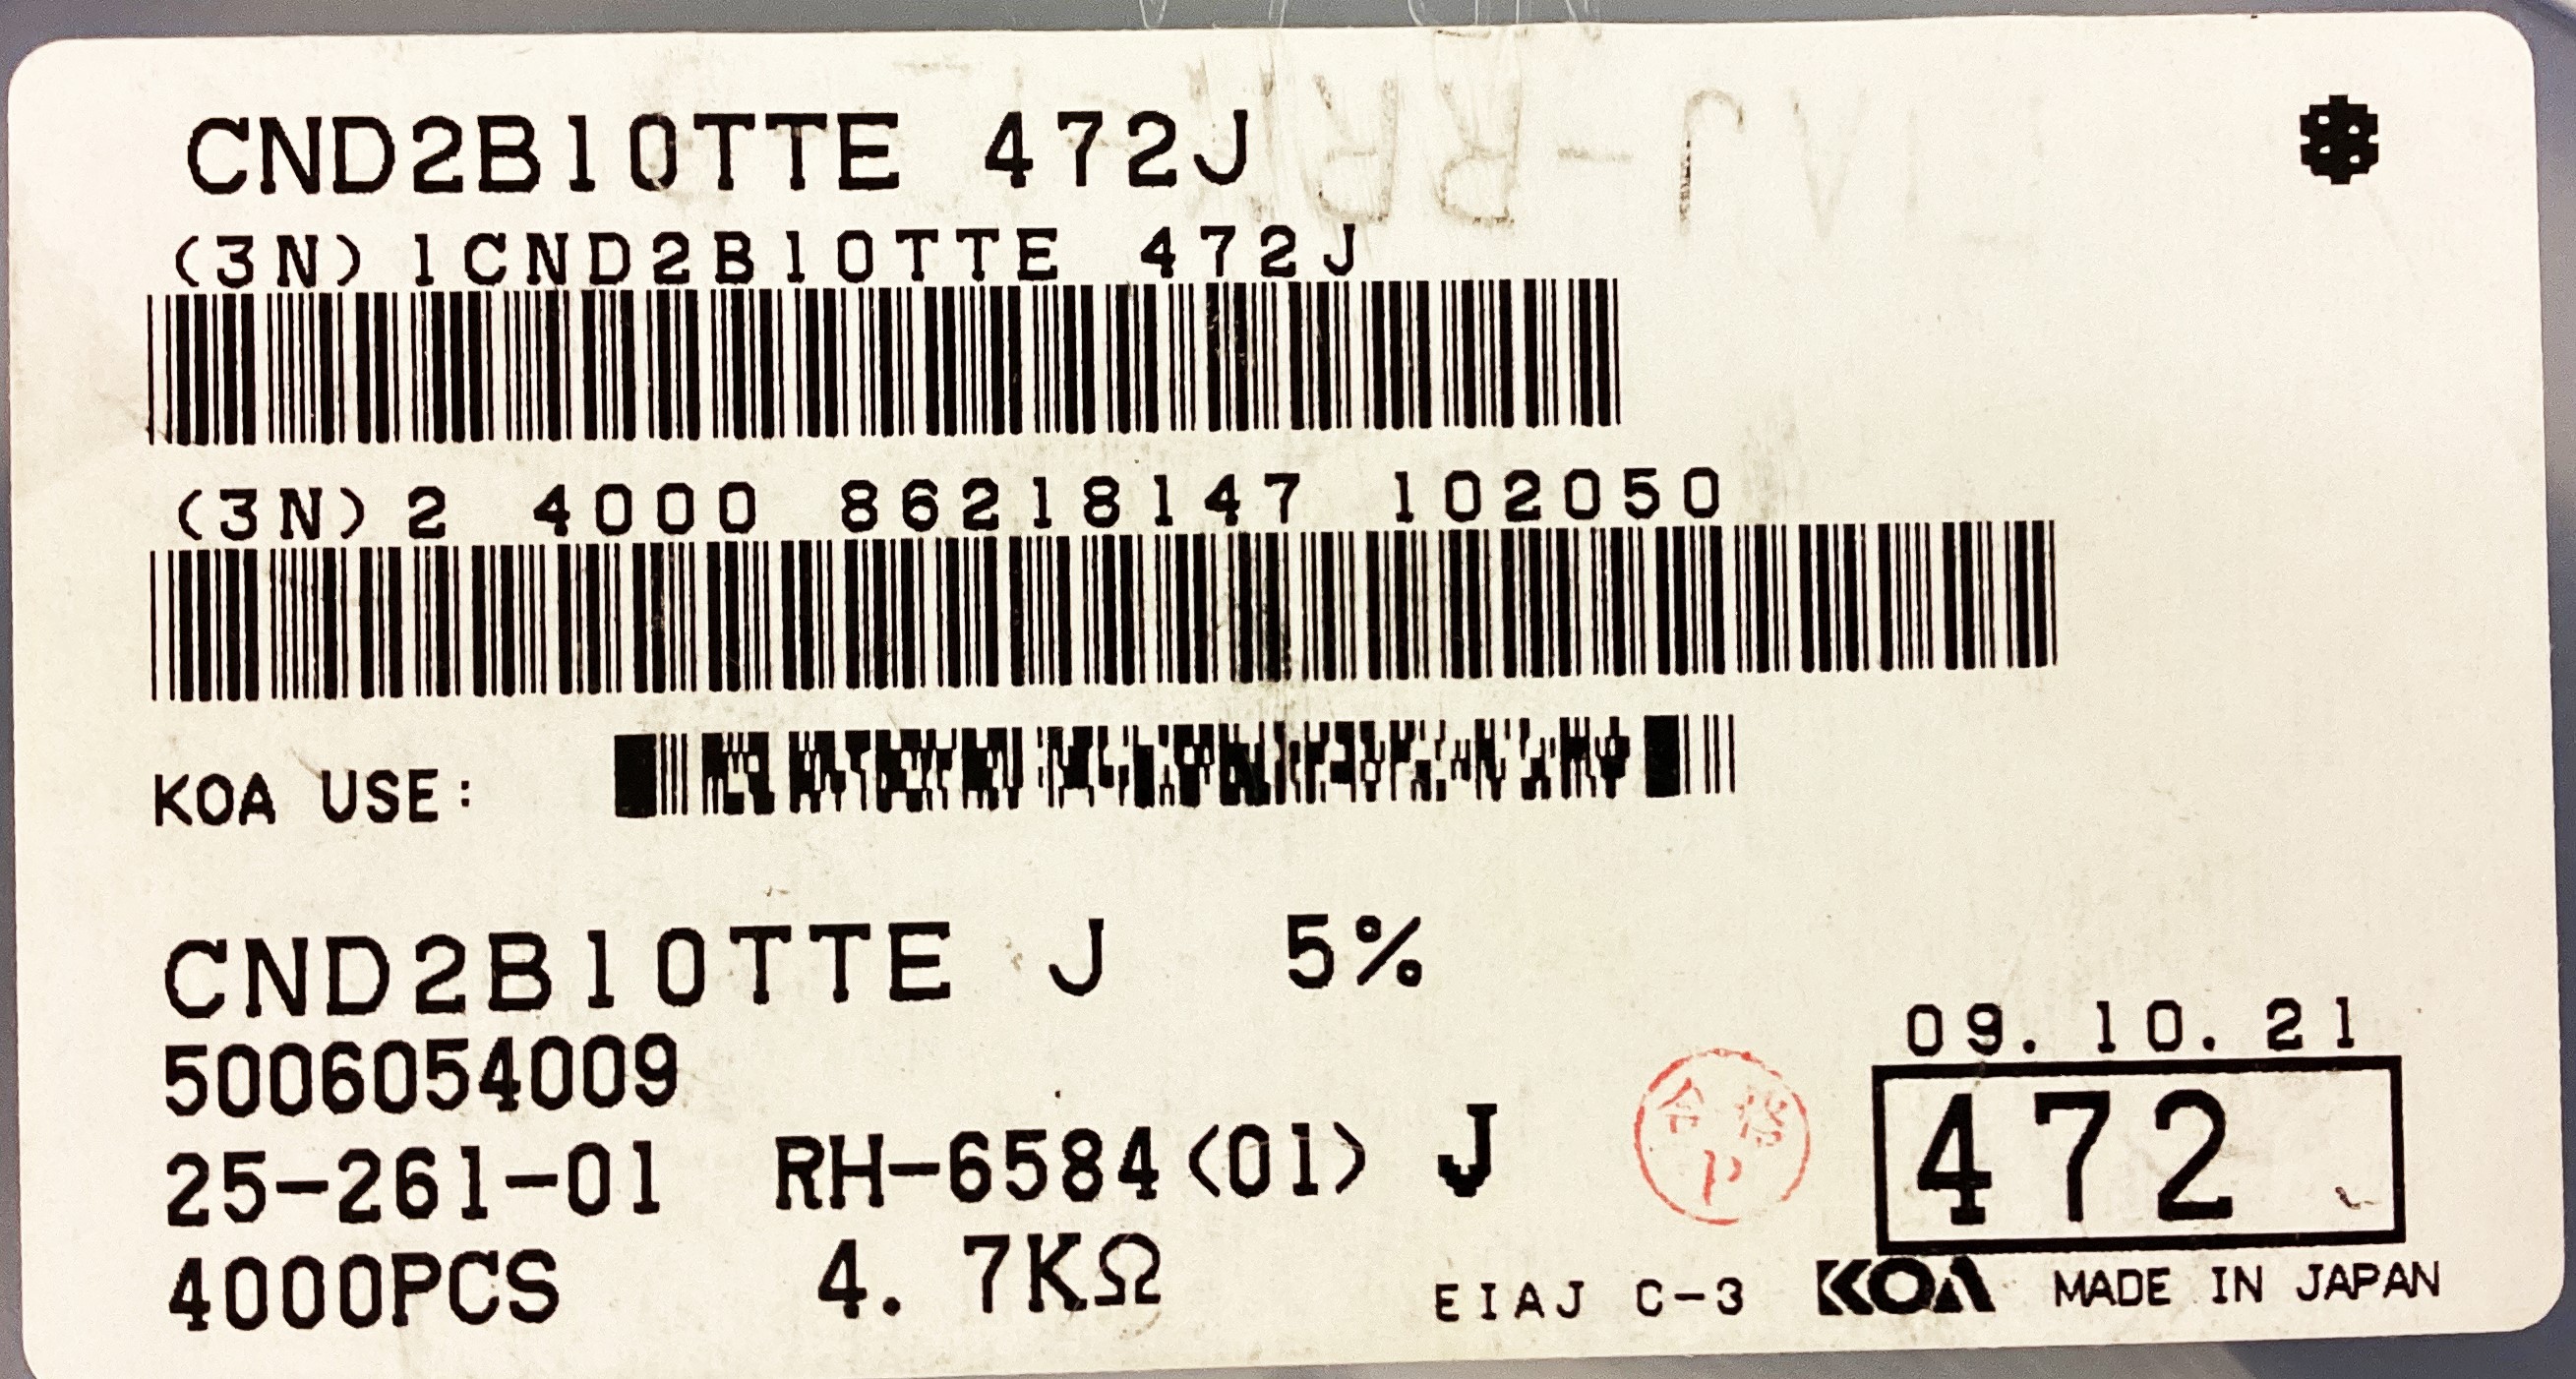 CND2B10TTE 472J
(3N)1CND2B10TTE 472J
(3N)2 4000 86218147 102050
KOA USE:
CND2B10TTE J 5%
5006054009
09.10.21
25-261-01 RH-6584(01) J
合格
P
472
4000PCS 4.7KΩ
EIAJ C-3 KOA MADE IN JAPAN